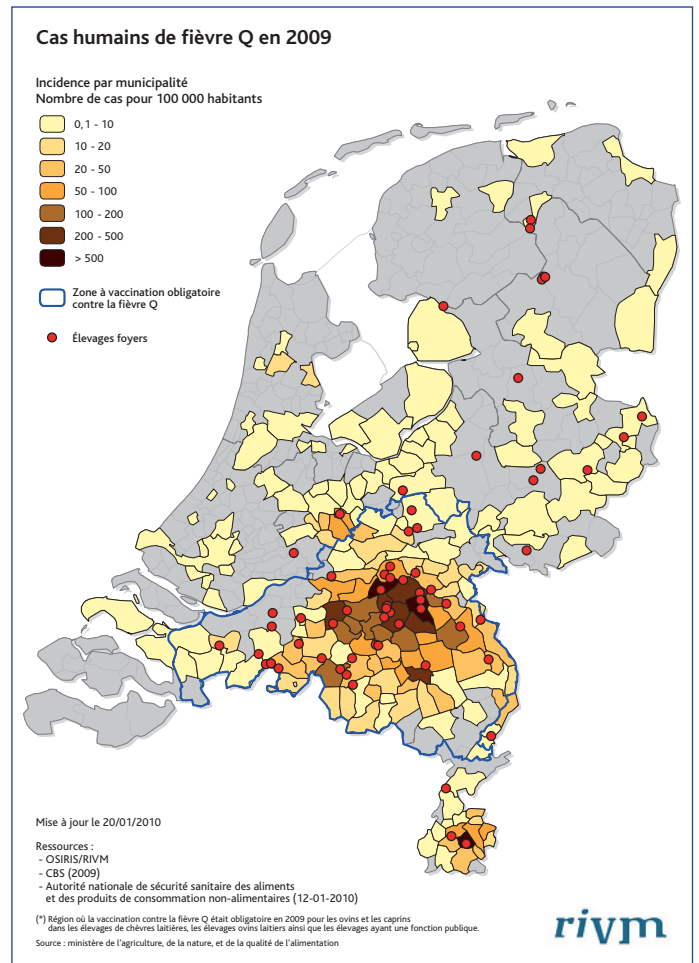 Cas humains de fièvre Q en 2009
Incidence par municipalité
Nombre de cas pour 100 000 habitants
0,1 - 10
10 - 20
20 - 50
50 - 100
100 - 200
200 - 500
> 500
Zone à vaccination obligatoire
contre la fièvre Q
Élevages foyers
Mise à jour le 20/01/2010
Ressources :
- OSIRIS/RIVM
- CBS (2009)
- Autorité nationale de sécurité sanitaire des aliments
et des produits de consommation non-alimentaires (12-01-2010)
(*) Région où la vaccination contre la fièvre Q était obligatoire en 2009 pour les ovins et les caprins
dans les élevages de chèvres laitières, les élevages ovins laitiers ainsi que les élevages ayant une fonction publique.
Source : ministère de l'agriculture, de la nature, et de la qualité de l'alimentation
rivm